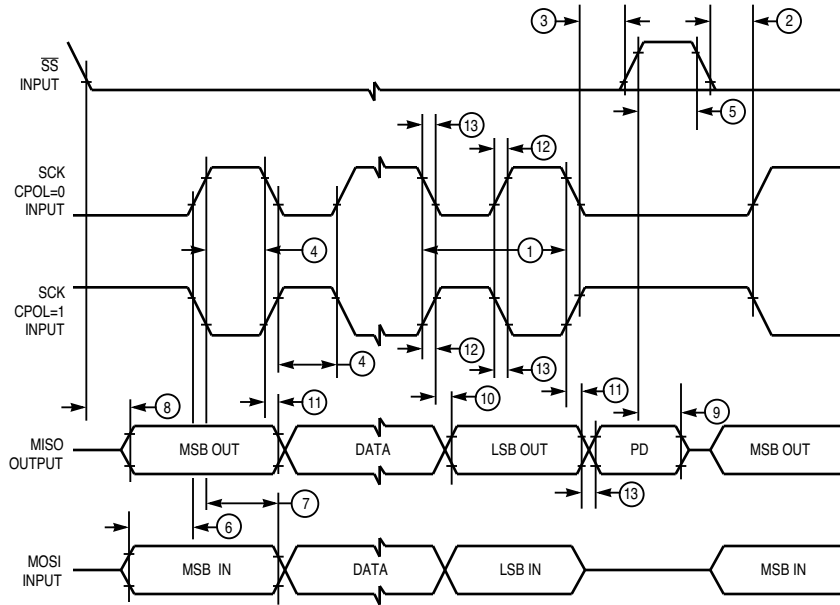 3
2
SS
INPUT
5
13
12
SCK
CPOL=0
INPUT
4
1
SCK
CPOL=1
INPUT
4
12
13
8
11
10
11
9
MISO
OUTPUT
MSB OUT
DATA
LSB OUT
PD
MSB OUT
7
13
6
MOSI
INPUT
MSB IN
DATA
LSB IN
MSB IN